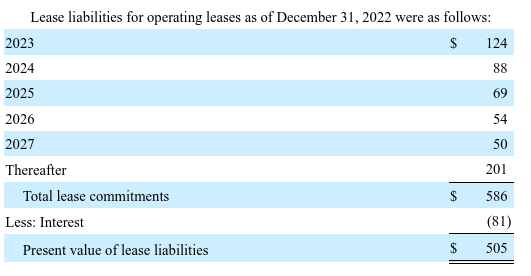 Lease liabilities for operating leases as of December 31, 2022 were as follows:
2023 $ 124
2024 88
2025 69
2026 54
2027 50
Thereafter 201
Total lease commitments $ 586
Less: Interest (81)
Present value of lease liabilities $ 505